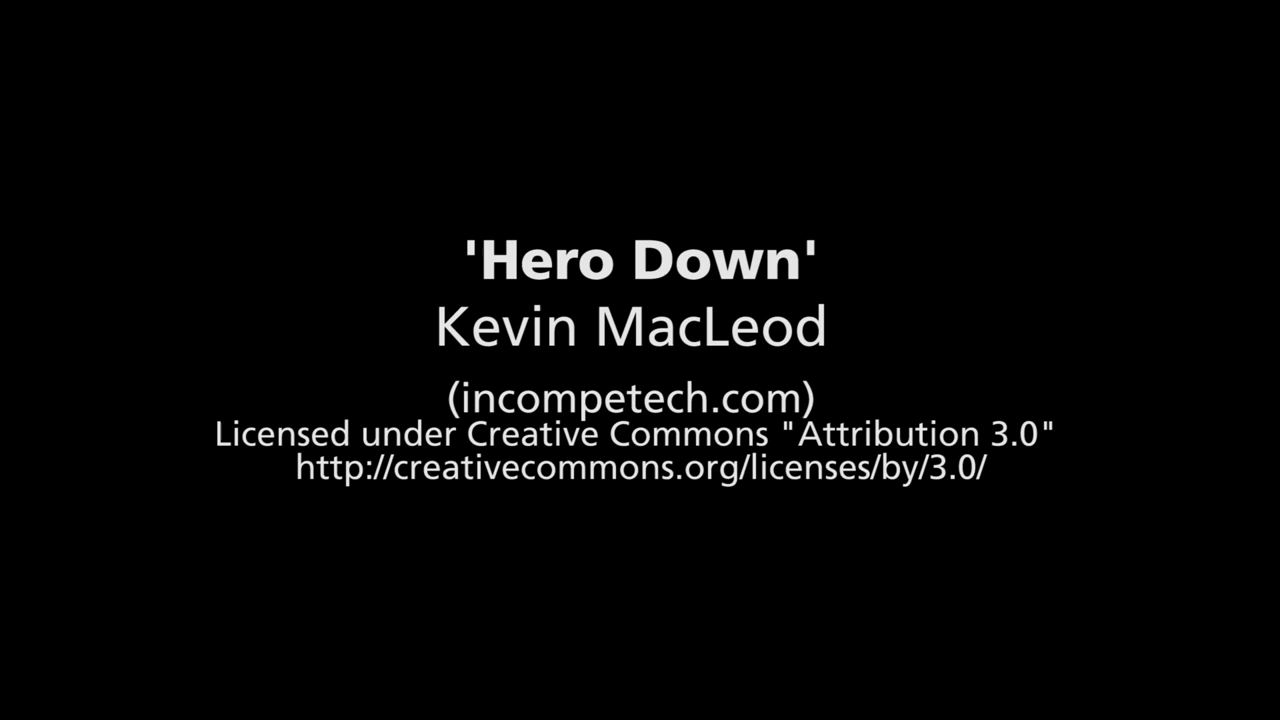 'Hero Down'
Kevin MacLeod
(incompetech.com)
Licensed under Creative Commons "Attribution 3.0"
http://creativecommons.org/licenses/by/3.0/